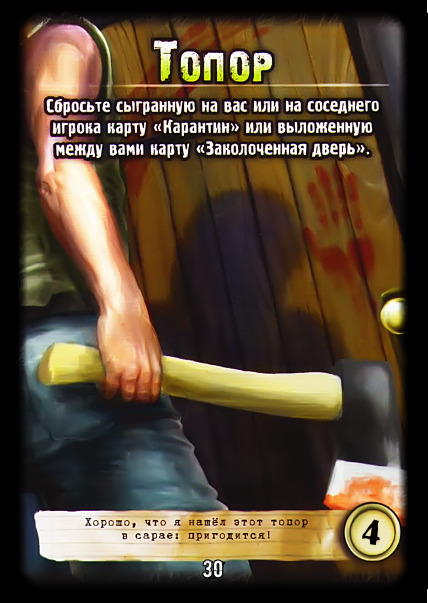 Топор
Сбросьте сыгранную на вас или на соседнего
игрока карту «Карантин» или выложенную
между вами карту «Заколоченная дверь».
Хорошо, что я нашёл этот топор
в сарае: пригодится!
4
30